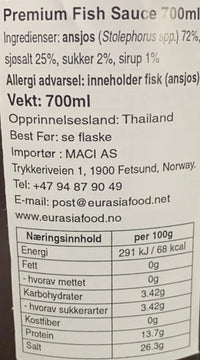 Premium Fish Sauce 700ml
Ingredienser: ansjos (Stolephorus spp.) 72%,
sjøsalt 25%, sukker 2%, sirup 1%
Allergi advarsel: inneholder fisk (ansjos)
Vekt: 700ml
Opprinnelsesland: Thailand
Best Før: se flaske
Importør : MACI AS
Trykkeriveien 1, 1900 Fetsund, Norway.
Tel: +47 94 87 90 49
E-mail: post@eurasiafood.net
www.eurasiafood.no
Næringsinnhold per 100g
Energi 291 kJ / 68 kcal
Fett 0g
- hvorav mettet 0g
Karbohydrater 3.42g
- hvorav sukkerarter 3.42g
Kostfiber 0g
Protein 13.7g
Salt 26.3g